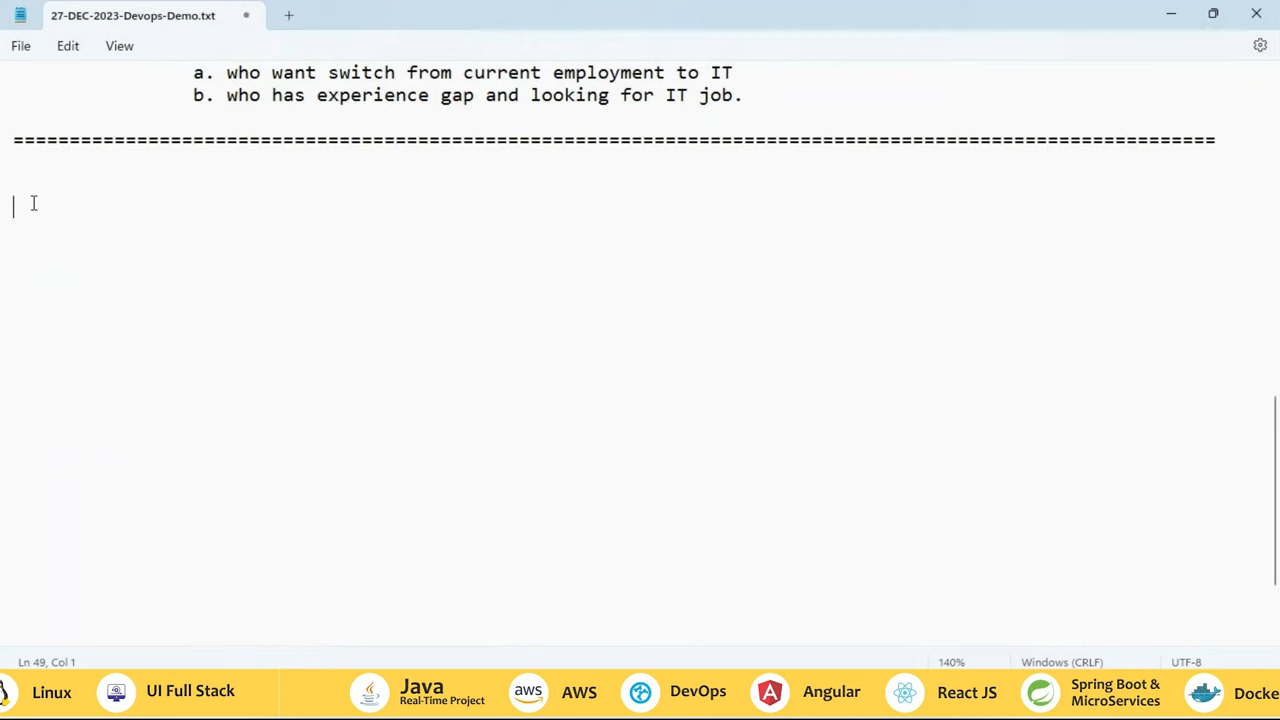 27-DEC-2023-Devops-Demo.txt
File Edit View
a. who want switch from current employment to IT
b. who has experience gap and looking for IT job.
===========================================================================================================
Ln 49, Col 1 140% Windows (CRLF) UTF-8
Linux UI Full Stack Java Real-Time Project aws AWS DevOps Angular React JS Spring Boot & MicroServices Docke